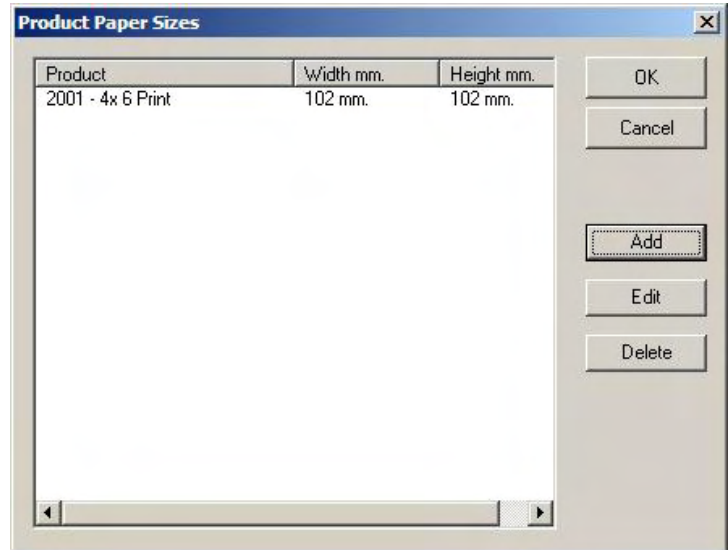 Product Paper Sizes
Product Width mm. Height mm.
2001 - 4x 6 Print 102 mm. 102 mm.
OK
Cancel
Add
Edit
Delete